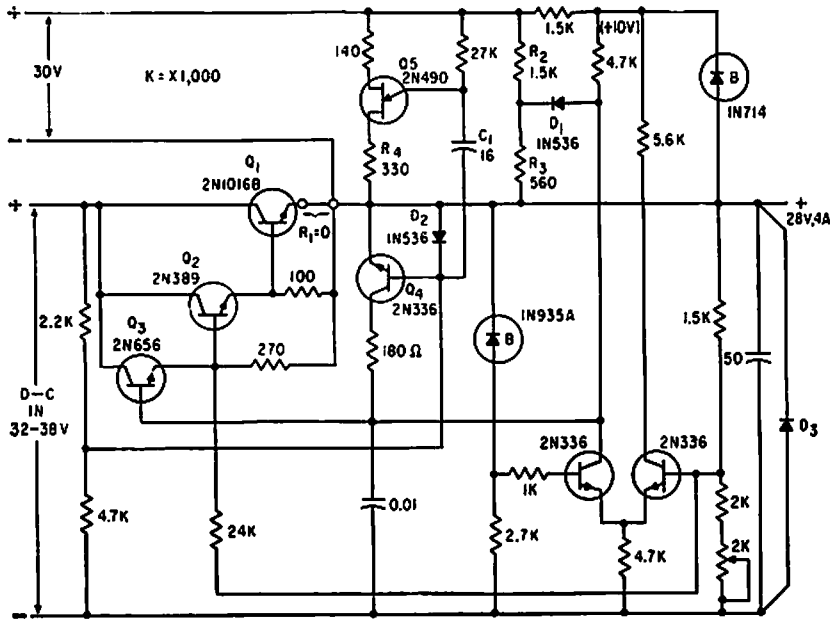 +
1.5K
(+10V)
30V
K = X1,000
140
Q5
2N490
27K
R2
1.5K
4.7K
B
1N714
D1
1N536
5.6K
−
C1
16
R4
330
R3
560
Q1
2N1016B
+
R1=0
D2
1N536
+
28V,4A
Q2
2N389
100
Q4
2N336
1N935A
B
2.2K
Q3
2N656
270
180 Ω
1.5K
50
D-C
IN
32-38V
D3
2N336
2N336
1K
4.7K
24K
0.01
2.7K
4.7K
2K
2K
−